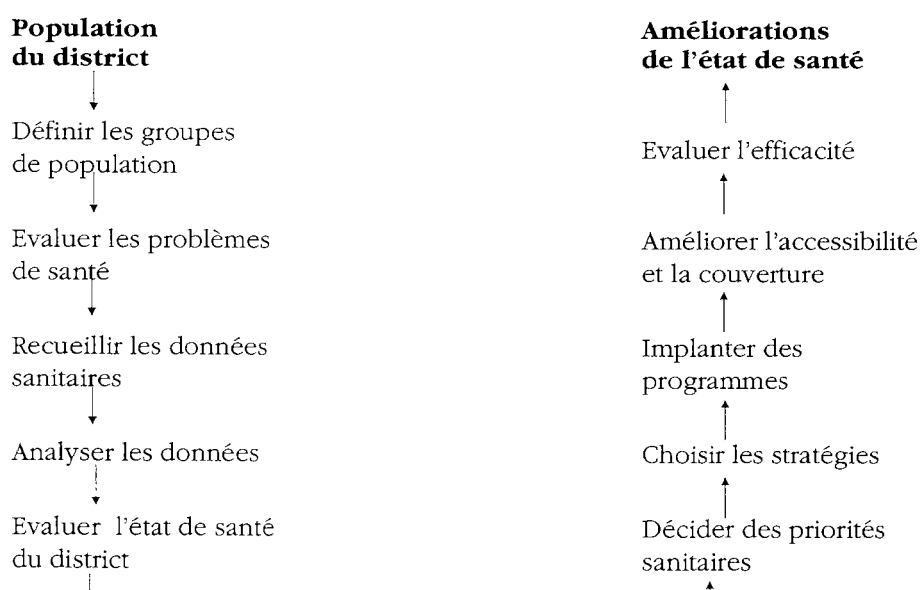 Population
du district
Définir les groupes
de population
Evaluer les problèmes
de santé
Recueillir les données
sanitaires
Analyser les données
Evaluer l'état de santé
du district
Améliorations
de l'état de santé
Evaluer l'efficacité
Améliorer l'accessibilité
et la couverture
Implanter des
programmes
Choisir les stratégies
Décider des priorités
sanitaires